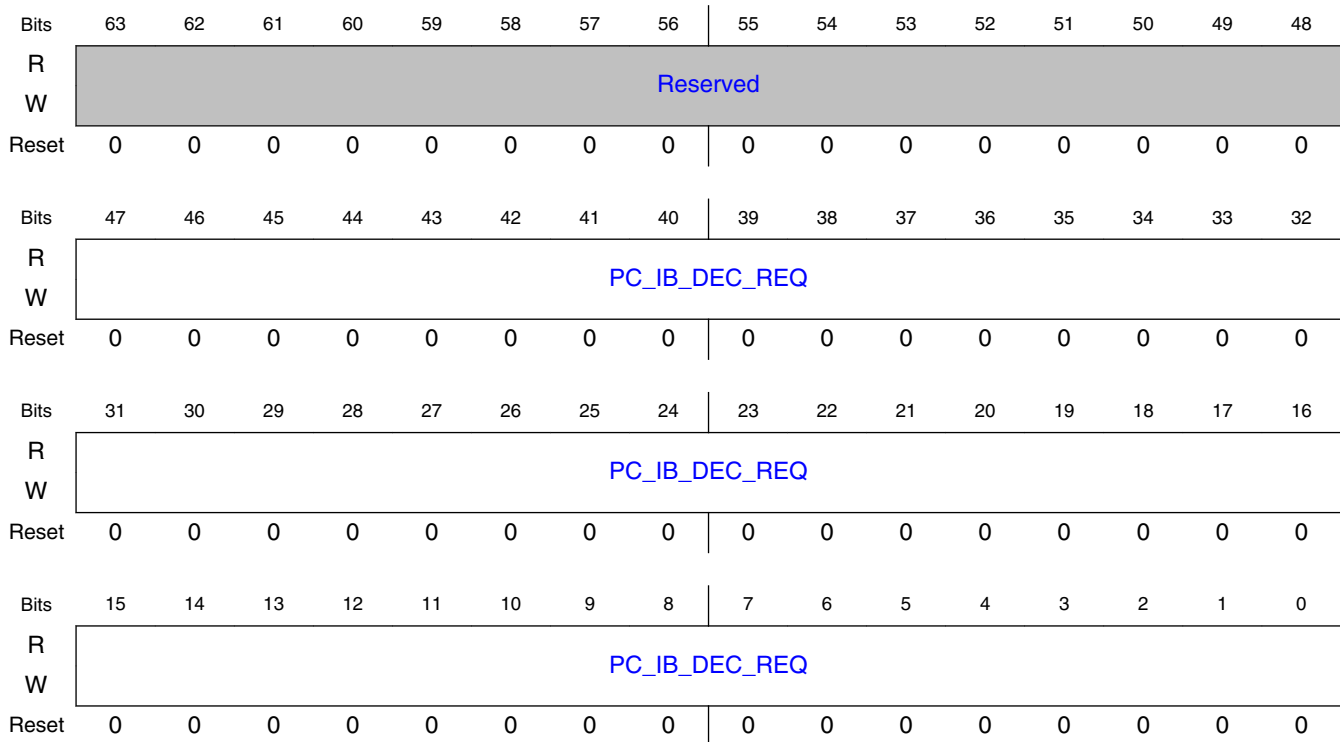 Bits 63 62 61 60 59 58 57 56 55 54 53 52 51 50 49 48
R
Reserved
W
Reset 0 0 0 0 0 0 0 0 0 0 0 0 0 0 0 0
Bits 47 46 45 44 43 42 41 40 39 38 37 36 35 34 33 32
R
PC_IB_DEC_REQ
W
Reset 0 0 0 0 0 0 0 0 0 0 0 0 0 0 0 0
Bits 31 30 29 28 27 26 25 24 23 22 21 20 19 18 17 16
R
PC_IB_DEC_REQ
W
Reset 0 0 0 0 0 0 0 0 0 0 0 0 0 0 0 0
Bits 15 14 13 12 11 10 9 8 7 6 5 4 3 2 1 0
R
PC_IB_DEC_REQ
W
Reset 0 0 0 0 0 0 0 0 0 0 0 0 0 0 0 0